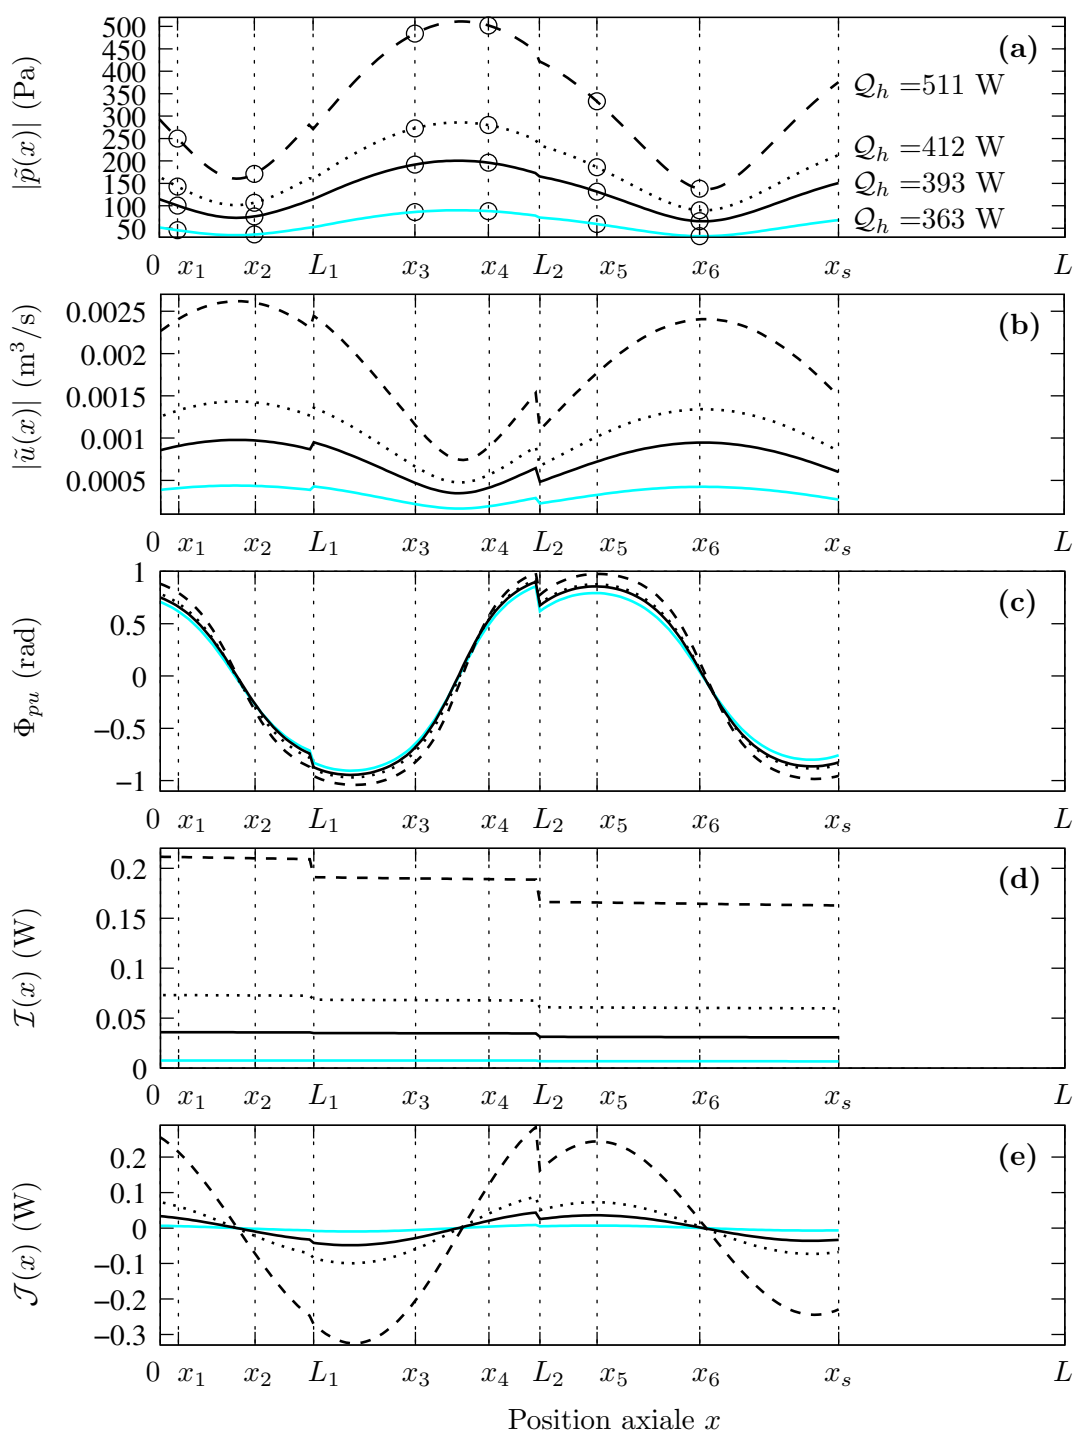 |p̃(x)| (Pa)
500
450
400
350
300
250
200
150
100
50
(a)
𝒬h =511 W
𝒬h =412 W
𝒬h =393 W
𝒬h =363 W
0 x1 x2 L1 x3 x4 L2 x5 x6 xs L
|ũ(x)| (m³/s)
0.0025
0.002
0.0015
0.001
0.0005
(b)
0 x1 x2 L1 x3 x4 L2 x5 x6 xs L
Φpu (rad)
1
0.5
0
−0.5
−1
(c)
0 x1 x2 L1 x3 x4 L2 x5 x6 xs L
ℐ(x) (W)
0.2
0.15
0.1
0.05
0
(d)
0 x1 x2 L1 x3 x4 L2 x5 x6 xs L
𝒥(x) (W)
0.2
0.1
0
−0.1
−0.2
−0.3
(e)
0 x1 x2 L1 x3 x4 L2 x5 x6 xs L
Position axiale x